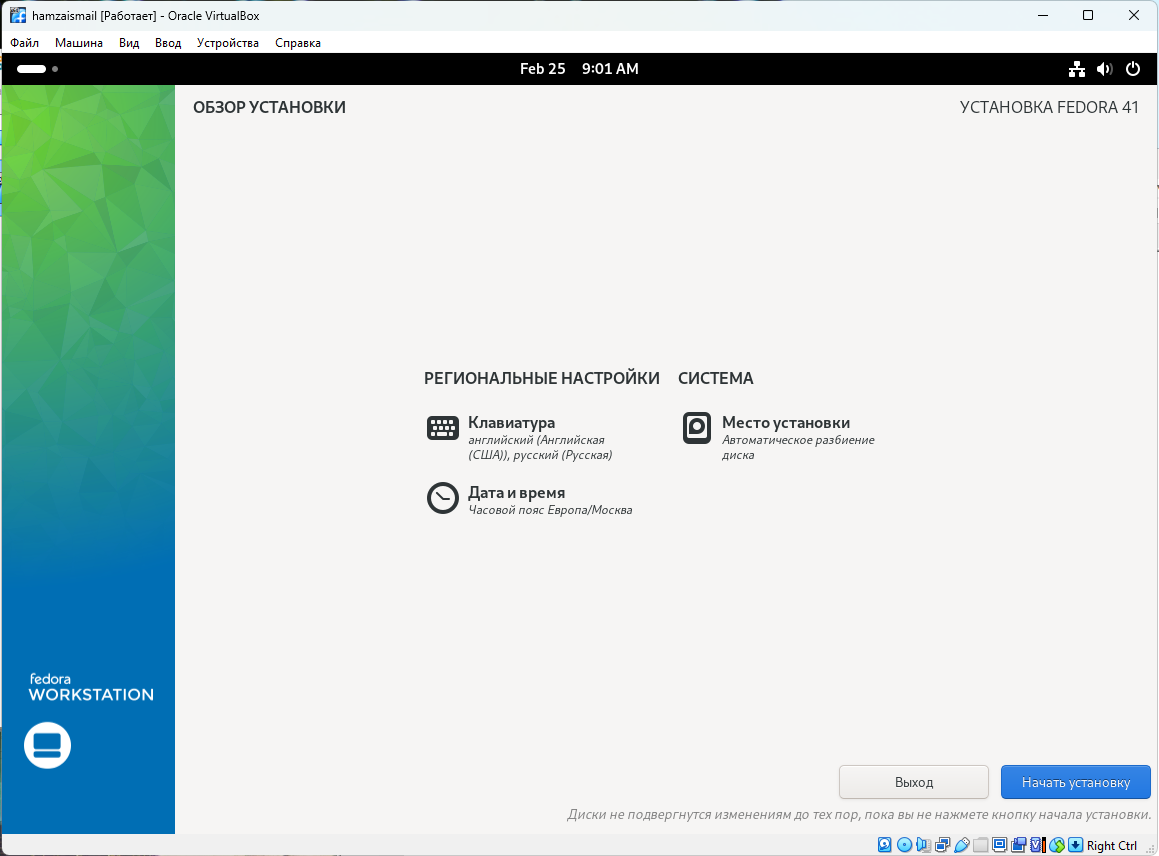 hamzaismail [Работает] - Oracle VirtualBox
Файл Машина Вид Ввод Устройства Справка
Feb 25 9:01 AM
ОБЗОР УСТАНОВКИ
УСТАНОВКА FEDORA 41
РЕГИОНАЛЬНЫЕ НАСТРОЙКИ
Клавиатура
английский (Английская
(США)), русский (Русская)
Дата и время
Часовой пояс Европа/Москва
СИСТЕМА
Место установки
Автоматическое разбиение
диска
fedora
WORKSTATION
Выход
Начать установку
Диски не подвергнутся изменениям до тех пор, пока вы не нажмете кнопку начала установки.
Right Ctrl